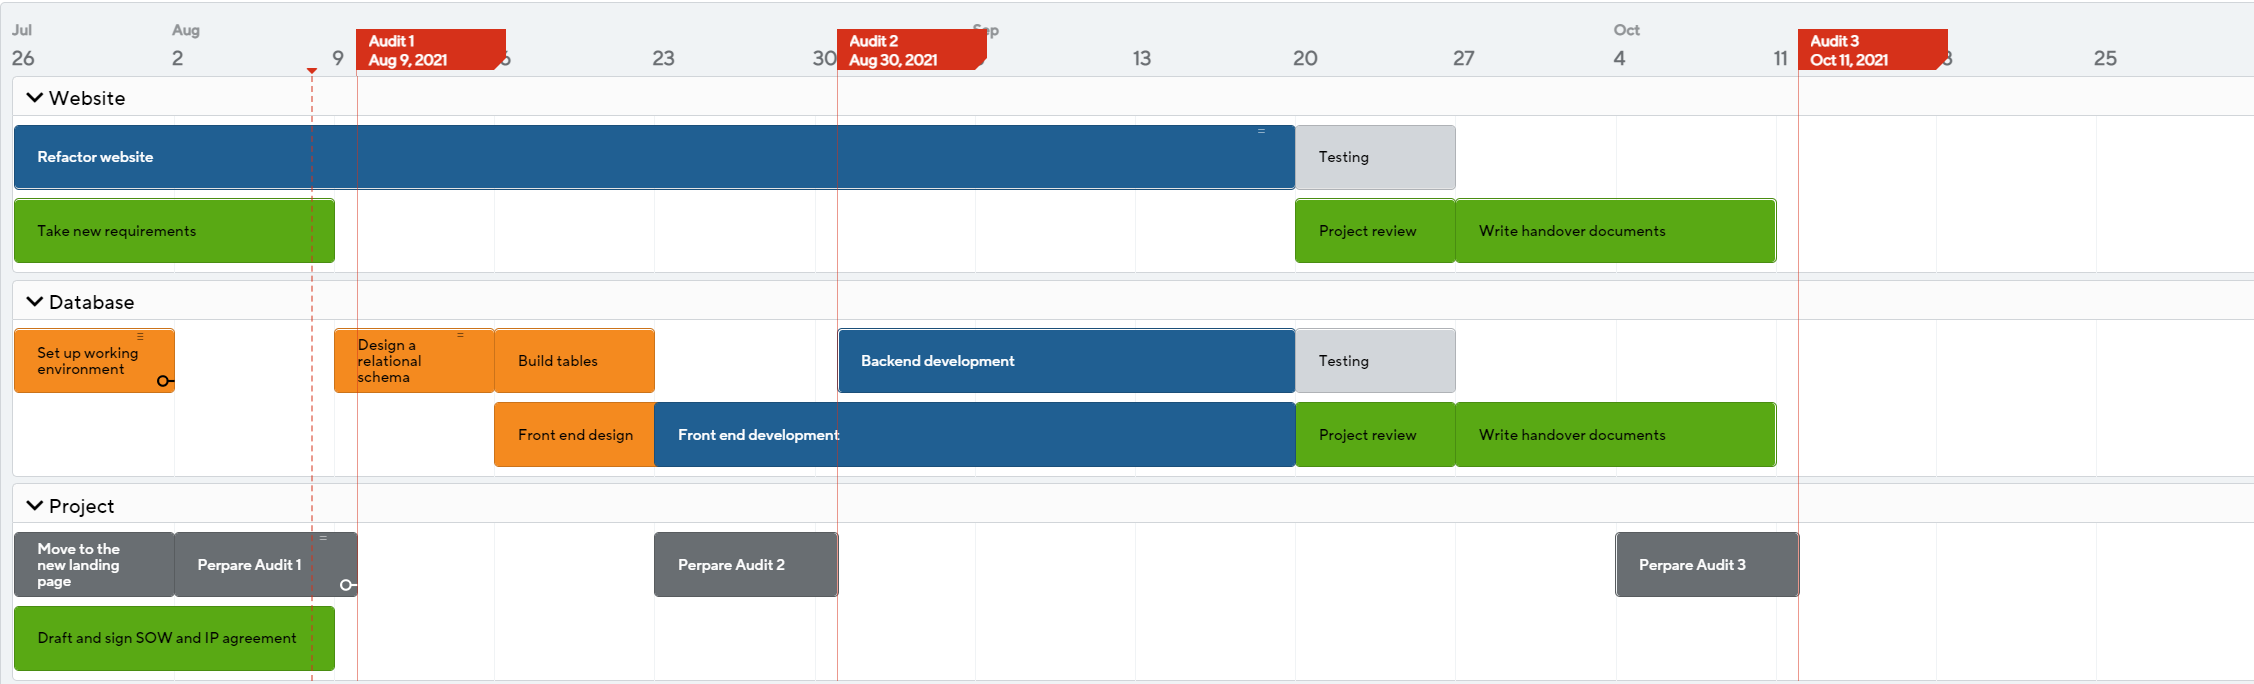 Jul
Aug
26
2
9
Audit 1
Aug 9, 2021
23
30
Audit 2
Aug 30, 2021
13
20
27
Oct
4
11
Audit 3
Oct 11, 2021
25
Website
Refactor website
Testing
Take new requirements
Project review
Write handover documents
Database
Set up working
environment
Design a
relational
schema
Build tables
Backend development
Testing
Front end design
Front end development
Project review
Write handover documents
Project
Move to the
new landing
page
Perpare Audit 1
Perpare Audit 2
Perpare Audit 3
Draft and sign SOW and IP agreement